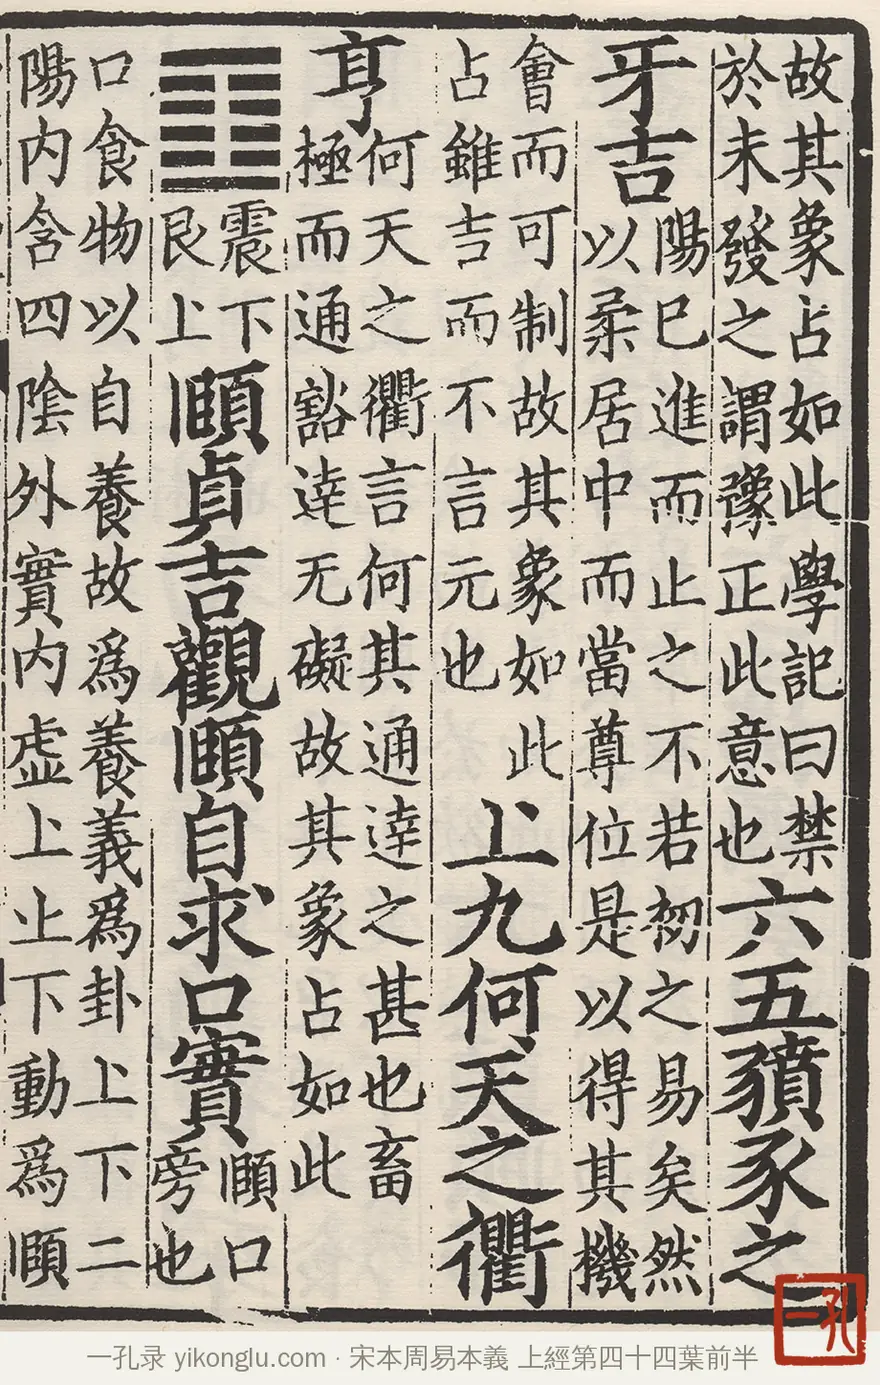 故其象占如此學記曰禁
於未發之謂豫正此意也
六五豶豕之
牙吉
陽巳進而止之不若初之易矣然
以柔居中而當尊位是以得其機
會而可制故其象如此
占雖吉而不言元也
上九何天之衢
亨
何天之衢言何其通達之甚也畜
極而通豁達无礙故其象占如此
䷚
震下
艮上
頤貞吉觀頤自求口實
頤口
旁也
口食物以自養故爲養義爲卦上下二
陽内含四陰外實内虚上止下動爲頤
一孔
一孔录 yikonglu.com · 宋本周易本義 上經第四十四葉前半